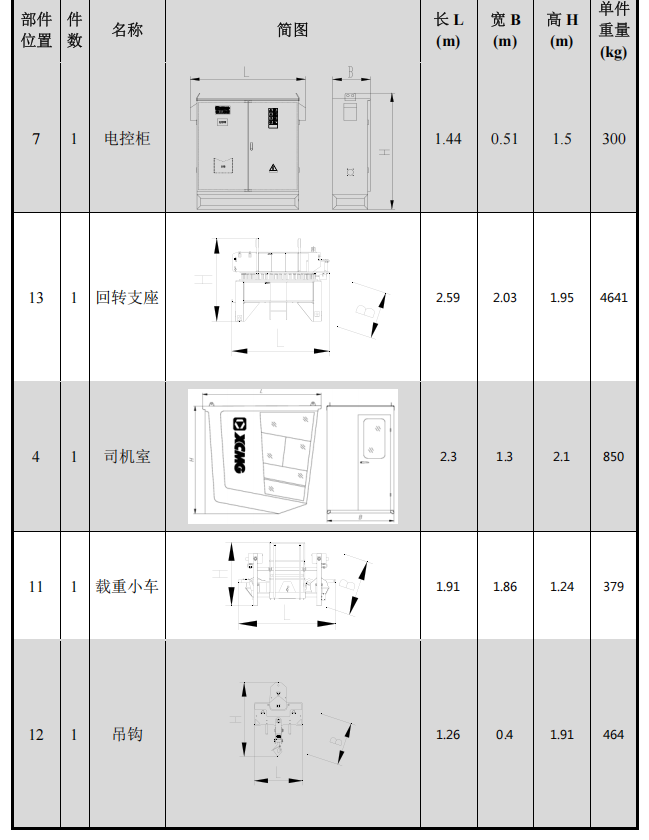 部件位置 件数 名称 简图 长 L (m) 宽 B (m) 高 H (m) 单件重量 (kg)
L B
H
7 1 电控柜 1.44 0.51 1.5 300
H
B
L
13 1 回转支座 2.59 2.03 1.95 4641
L
H
XCMG
B
4 1 司机室 2.3 1.3 2.1 850
H
B
L
11 1 载重小车 1.91 1.86 1.24 379
H
B
L
12 1 吊钩 1.26 0.4 1.91 464